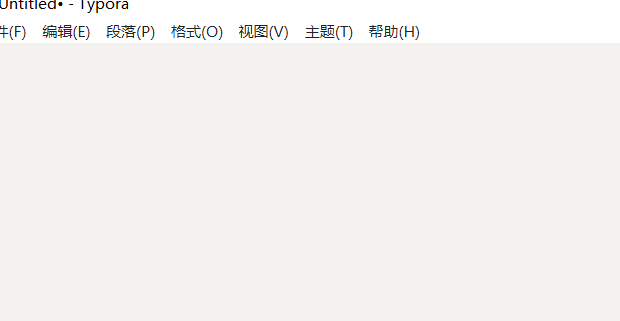 Untitled• - Typora
件(F) 编辑(E) 段落(P) 格式(O) 视图(V) 主题(T) 帮助(H)